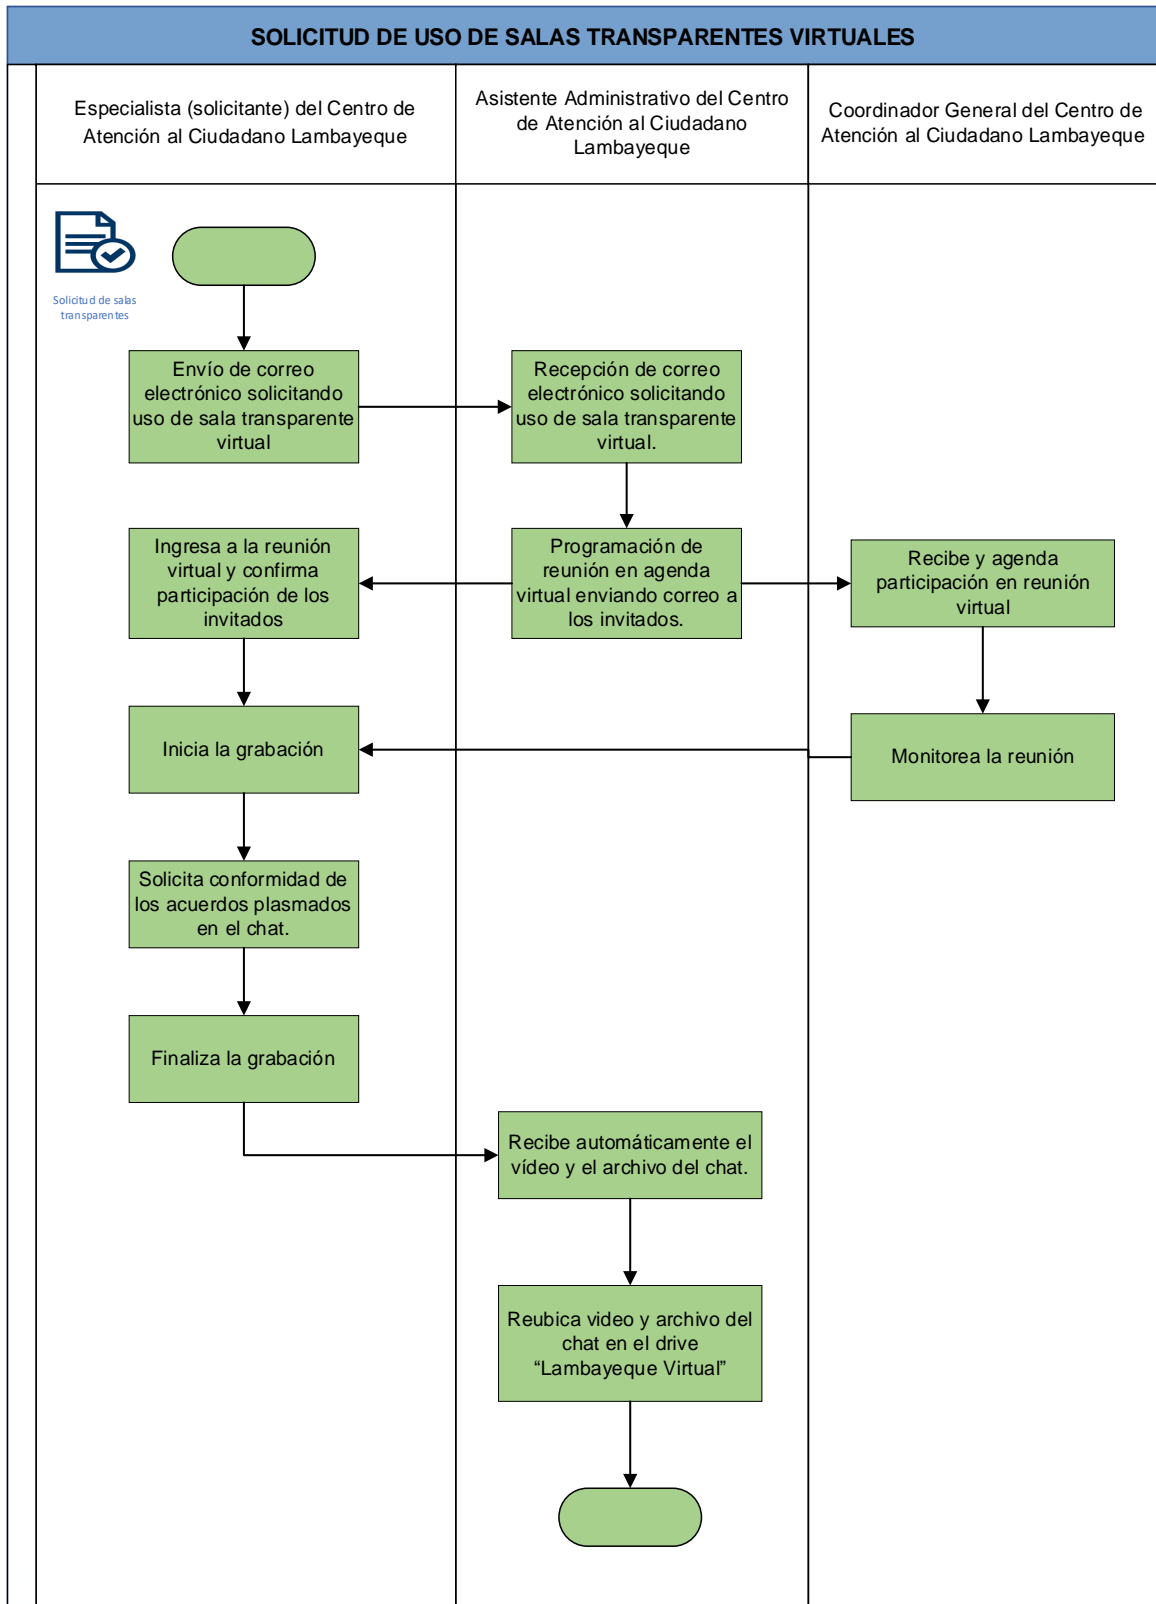 SOLICITUD DE USO DE SALAS TRANSPARENTES VIRTUALES
Especialista (solicitante) del Centro de
Atención al Ciudadano Lambayeque
Asistente Administrativo del Centro
de Atención al Ciudadano
Lambayeque
Coordinador General del Centro de
Atención al Ciudadano Lambayeque
Solicitud de salas
transparentes
Envío de correo
electrónico solicitando
uso de sala transparente
virtual
Recepción de correo
electrónico solicitando
uso de sala transparente
virtual.
Ingresa a la reunión
virtual y confirma
participación de los
invitados
Programación de
reunión en agenda
virtual enviando correo a
los invitados.
Recibe y agenda
participación en reunión
virtual
Inicia la grabación
Monitorea la reunión
Solicita conformidad de
los acuerdos plasmados
en el chat.
Finaliza la grabación
Recibe automáticamente el
vídeo y el archivo del chat.
Reubica video y archivo del
chat en el drive
“Lambayeque Virtual”